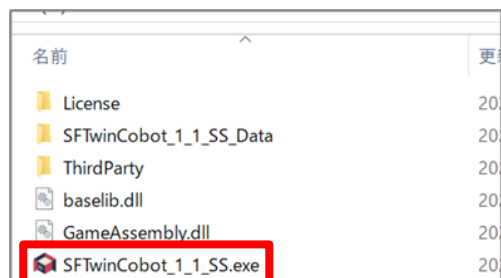 名前
更
License
20
SFTwinCobot_1_1_SS_Data
20
ThirdParty
20
baselib.dll
20
GameAssembly.dll
20
SFTwinCobot_1_1_SS.exe
20